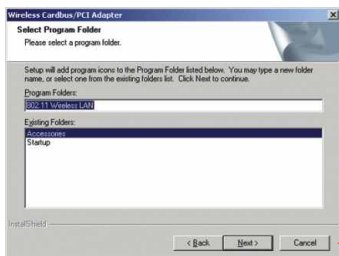 Wireless Cardbus/PCI Adapter
Select Program Folder
Please select a program folder.
Setup will add program icons to the Program Folder listed below. You may type a new folder
name, or select one from the existing folders list. Click Next to continue.
Program Folders:
802.11 Wireless LAN
Existing Folders:
Accessories
Startup
InstallShield
< Back
Next >
Cancel